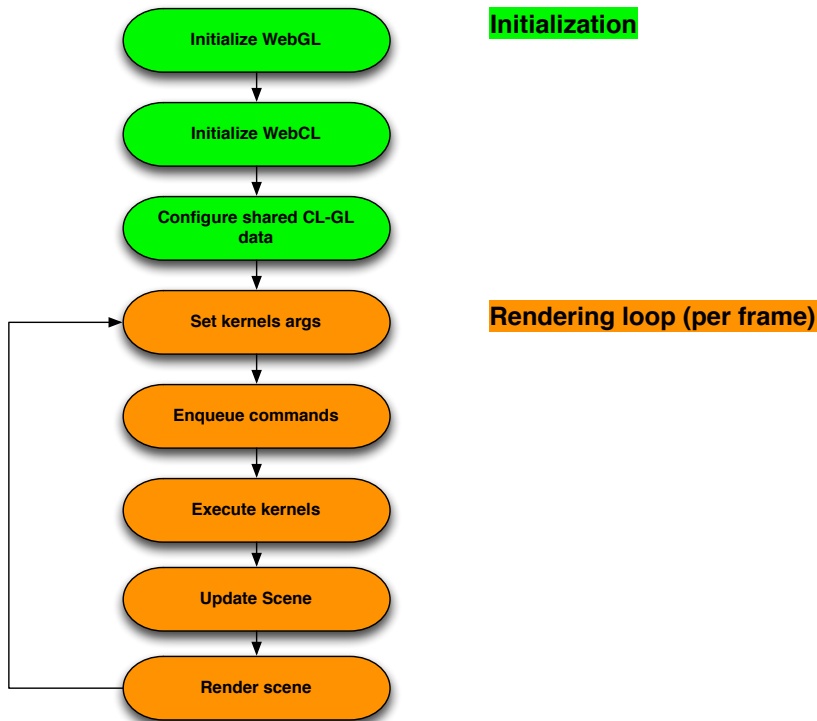 Initialize WebGL
Initialization
Initialize WebCL
Configure shared CL-GL
data
Set kernels args
Rendering loop (per frame)
Enqueue commands
Execute kernels
Update Scene
Render scene